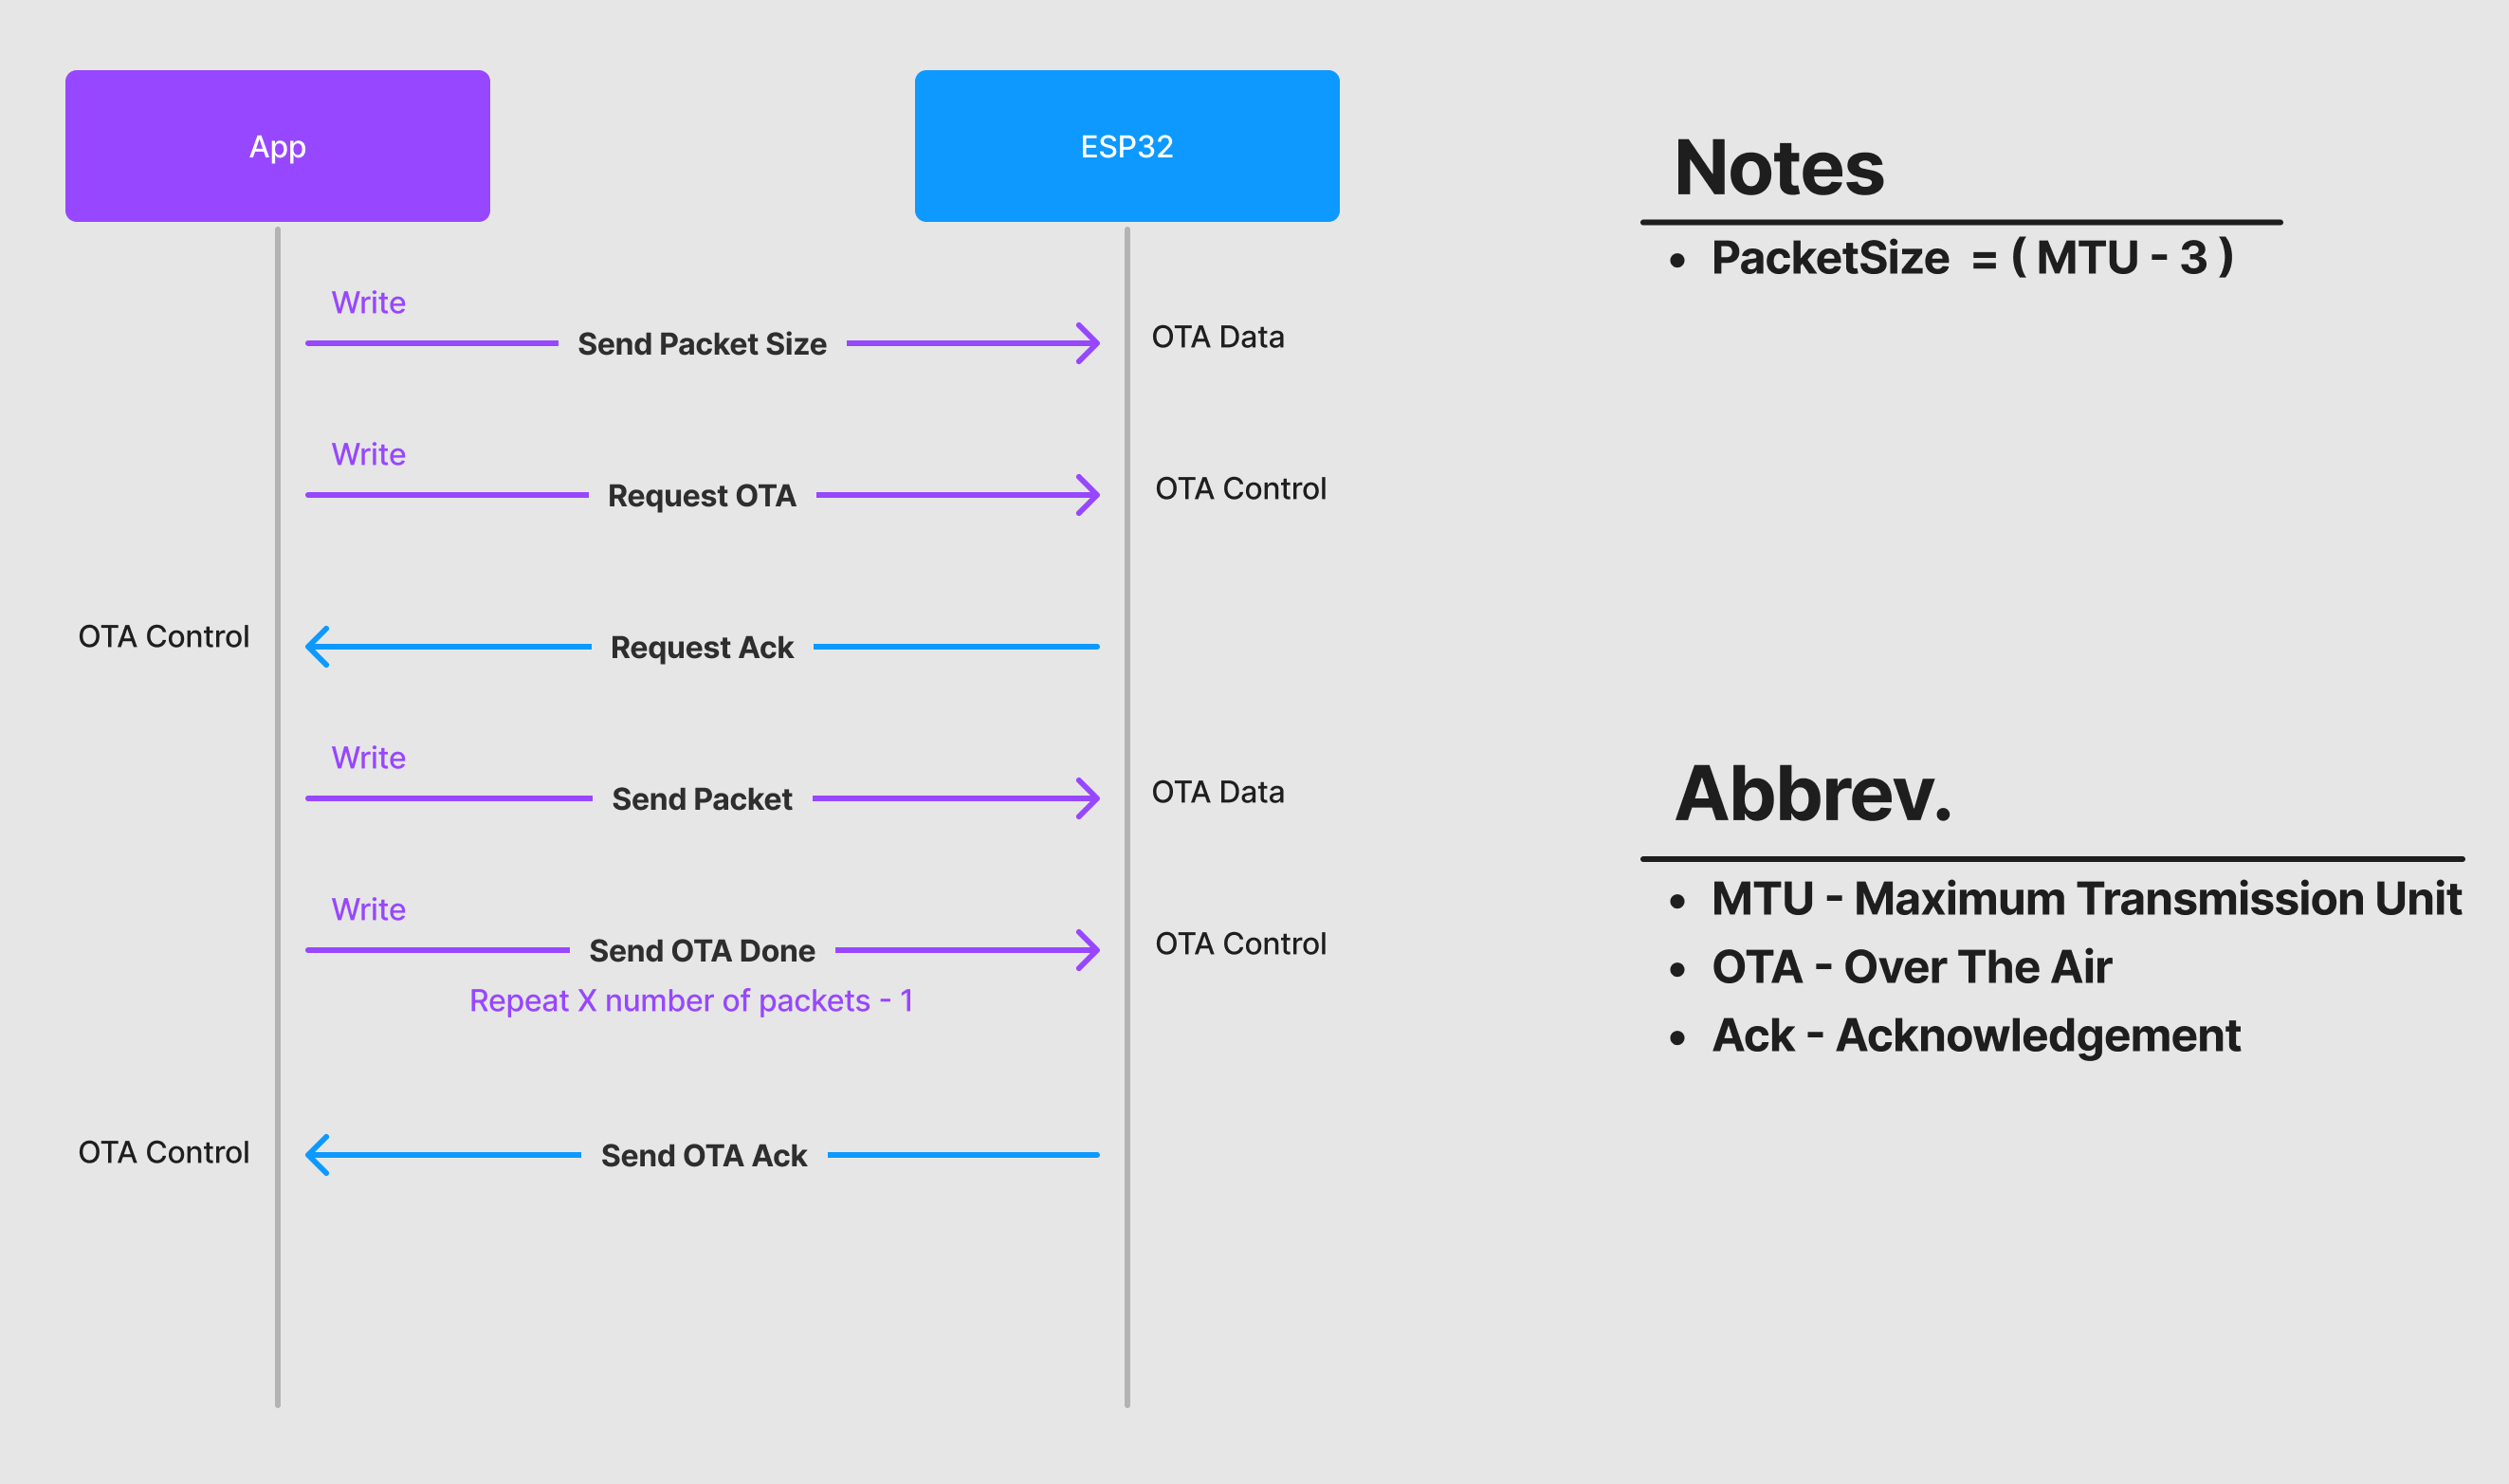 App
ESP32
Notes
• PacketSize = ( MTU - 3 )
Write
Send Packet Size
OTA Data
Write
Request OTA
OTA Control
OTA Control
Request Ack
Write
Send Packet
OTA Data
Abbrev.
• MTU - Maximum Transmission Unit
• OTA - Over The Air
• Ack - Acknowledgement
Write
Send OTA Done
OTA Control
Repeat X number of packets - 1
OTA Control
Send OTA Ack